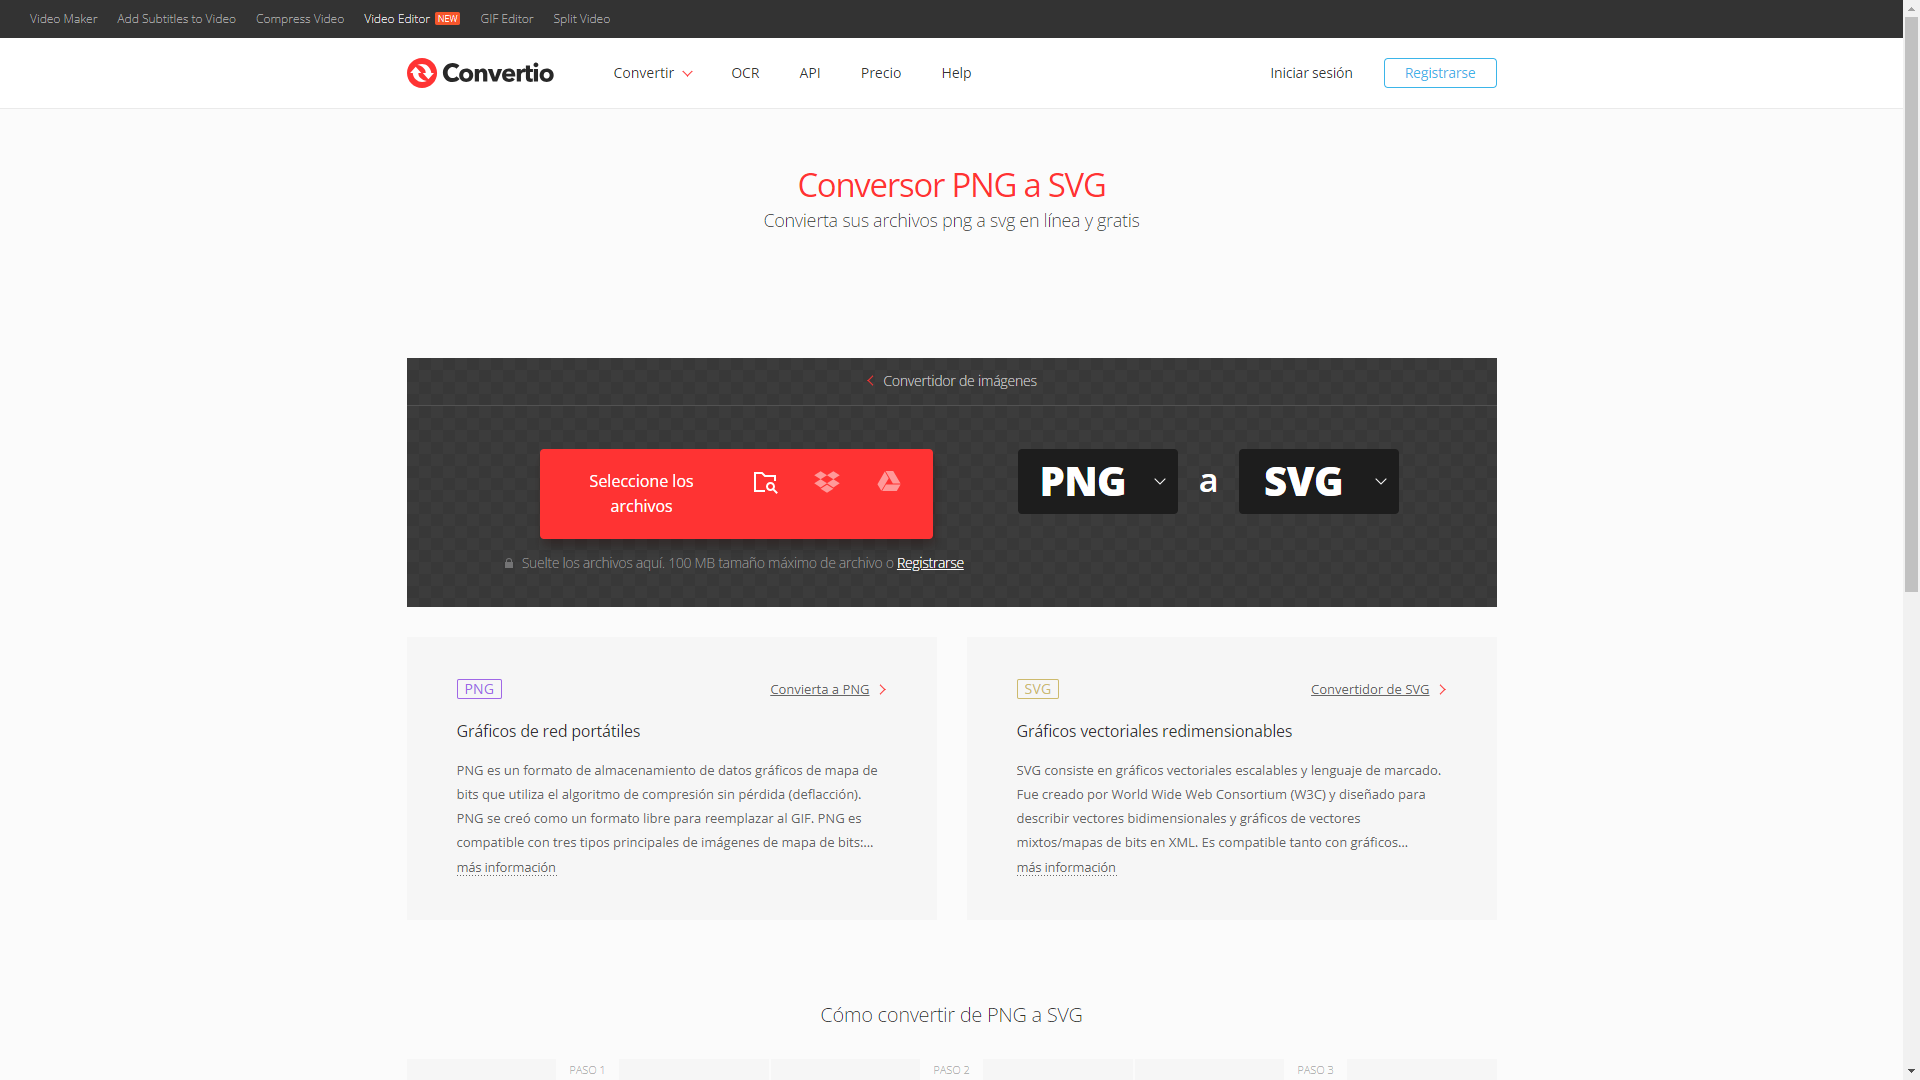 Video Maker
Add Subtitles to Video
Compress Video
Video Editor NEW
GIF Editor
Split Video
Convertio
Convertir
OCR
API
Precio
Help
Iniciar sesión
Registrarse
Conversor PNG a SVG
Convierta sus archivos png a svg en línea y gratis
Convertidor de imágenes
Seleccione los
archivos
PNG
a
SVG
Suelte los archivos aquí. 100 MB tamaño máximo de archivo o Registrarse
PNG
Convierta a PNG
Gráficos de red portátiles
PNG es un formato de almacenamiento de datos gráficos de mapa de
bits que utiliza el algoritmo de compresión sin pérdida (deflacción).
PNG se creó como un formato libre para reemplazar al GIF. PNG es
compatible con tres tipos principales de imágenes de mapa de bits:...
más información
SVG
Convertidor de SVG
Gráficos vectoriales redimensionables
SVG consiste en gráficos vectoriales escalables y lenguaje de marcado.
Fue creado por World Wide Web Consortium (W3C) y diseñado para
describir vectores bidimensionales y gráficos de vectores
mixtos/mapas de bits en XML. Es compatible tanto con gráficos...
más información
Cómo convertir de PNG a SVG
PASO 1
PASO 2
PASO 3